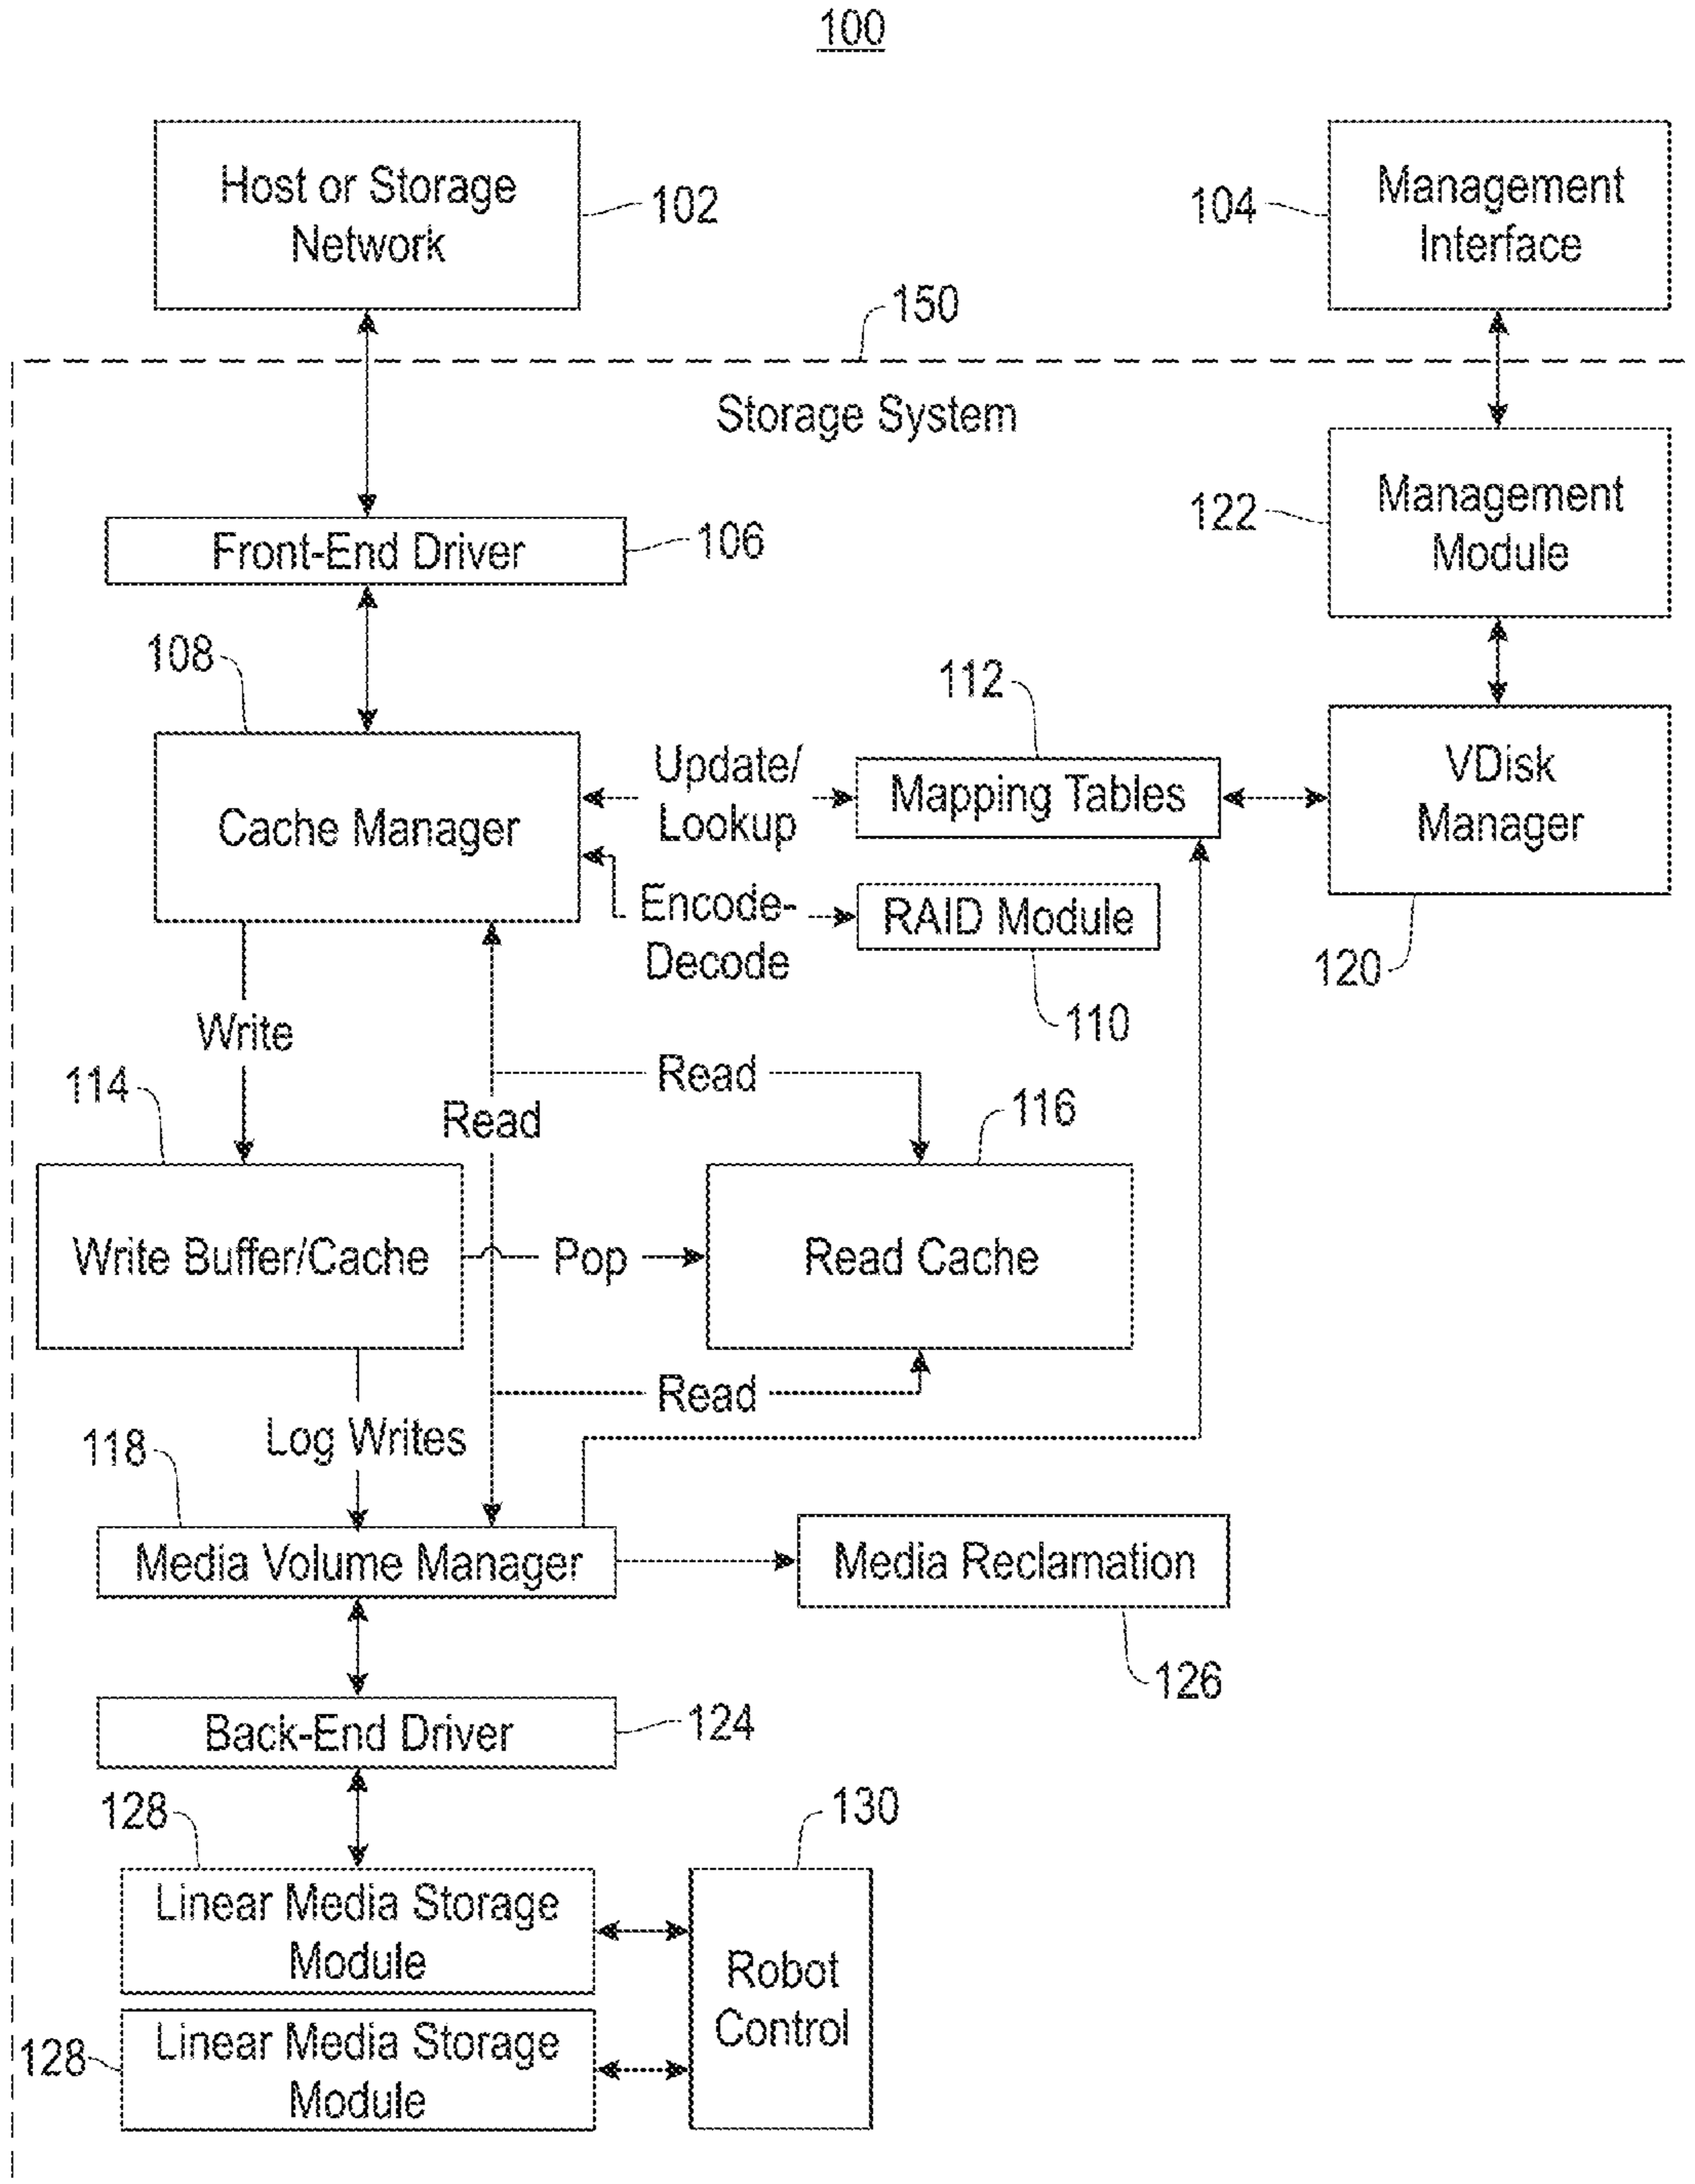 100
Host or Storage
Network
102
104
Management
Interface
150
Storage System
Front-End Driver
106
122
Management
Module
108
112
Cache Manager
Update/
Lookup
Mapping Tables
VDisk
Manager
Encode-
Decode
RAID Module
110
120
Write
Read
114
Read
116
Write Buffer/Cache
Pop
Read Cache
Read
Log Writes
118
Media Volume Manager
Media Reclamation
126
Back-End Driver
124
128
130
Linear Media Storage
Module
Robot
Control
128
Linear Media Storage
Module